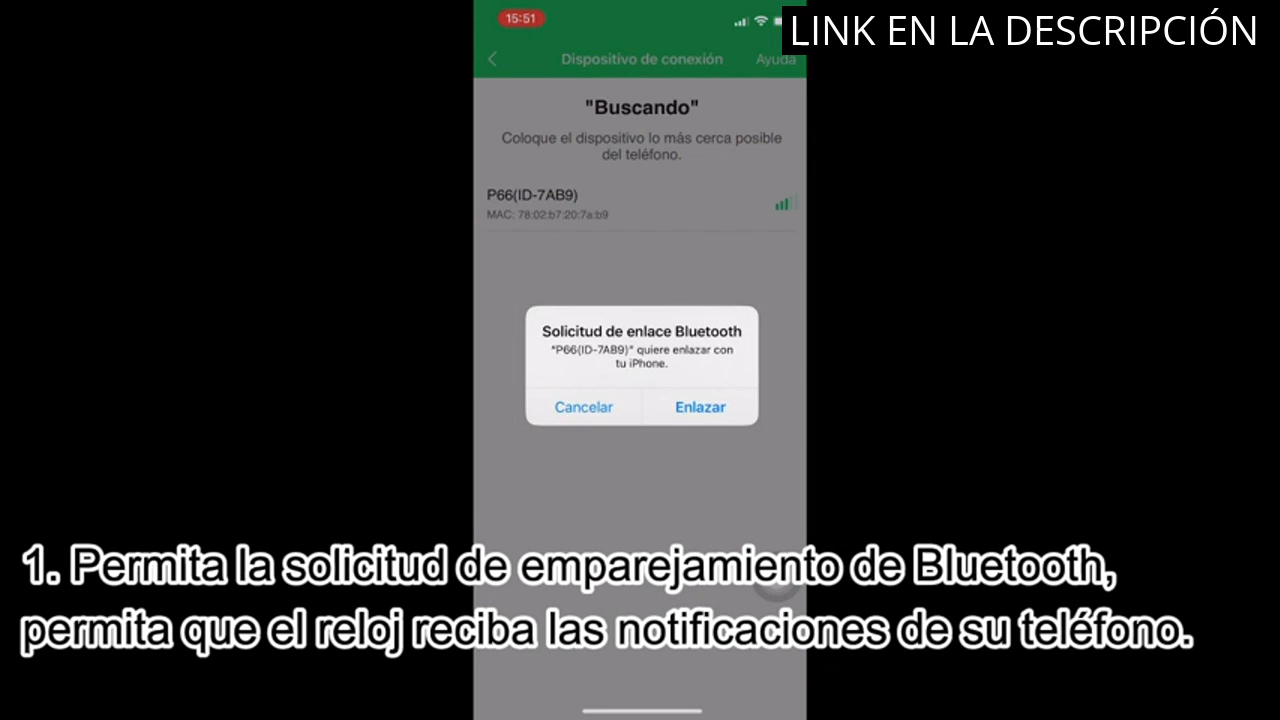 15:51
LINK EN LA DESCRIPCIÓN
Dispositivo de conexión
Ayuda
"Buscando"
Coloque el dispositivo lo más cerca posible
del teléfono.
P66(ID-7AB9)
MAC: 78:02:b7:20:7a:b9
Solicitud de enlace Bluetooth
"P66(ID-7AB9)" quiere enlazar con
tu iPhone.
Cancelar
Enlazar
1. Permita la solicitud de emparejamiento de Bluetooth,
permita que el reloj reciba las notificaciones de su teléfono.